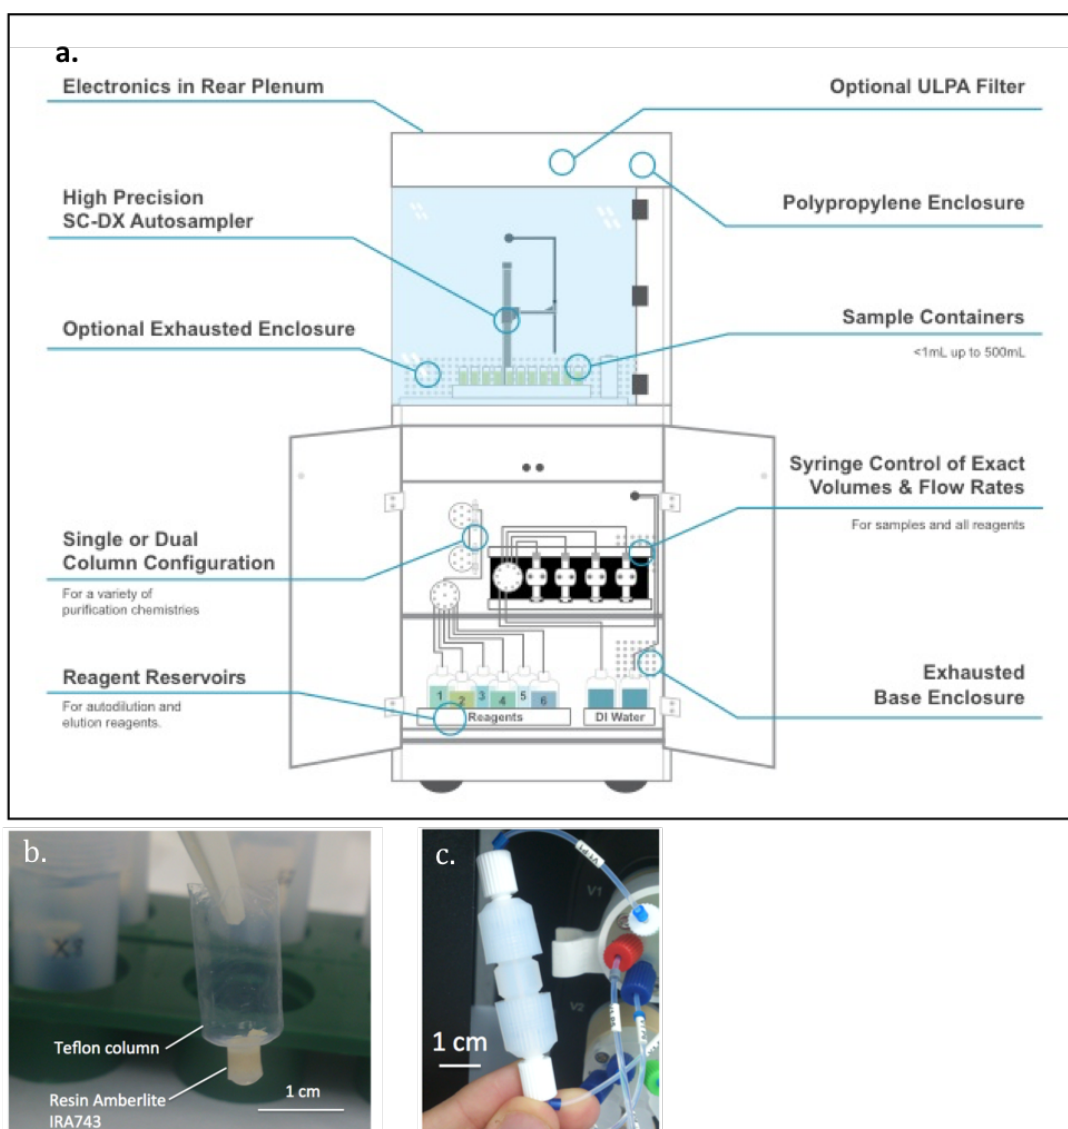 a.
Electronics in Rear Plenum
Optional ULPA Filter
High Precision
SC-DX Autosampler
Polypropylene Enclosure
Optional Exhausted Enclosure
Sample Containers
<1mL up to 500mL
Syringe Control of Exact
Volumes & Flow Rates
For samples and all reagents
Single or Dual
Column Configuration
For a variety of
purification chemistries
Reagent Reservoirs
For autodilution and
elution reagents.
1 2 3 4 5 6
Reagents
DI Water
Exhausted
Base Enclosure
b.
Teflon column
Resin Amberlite
IRA743
1 cm
c.
V1
V2
1 cm